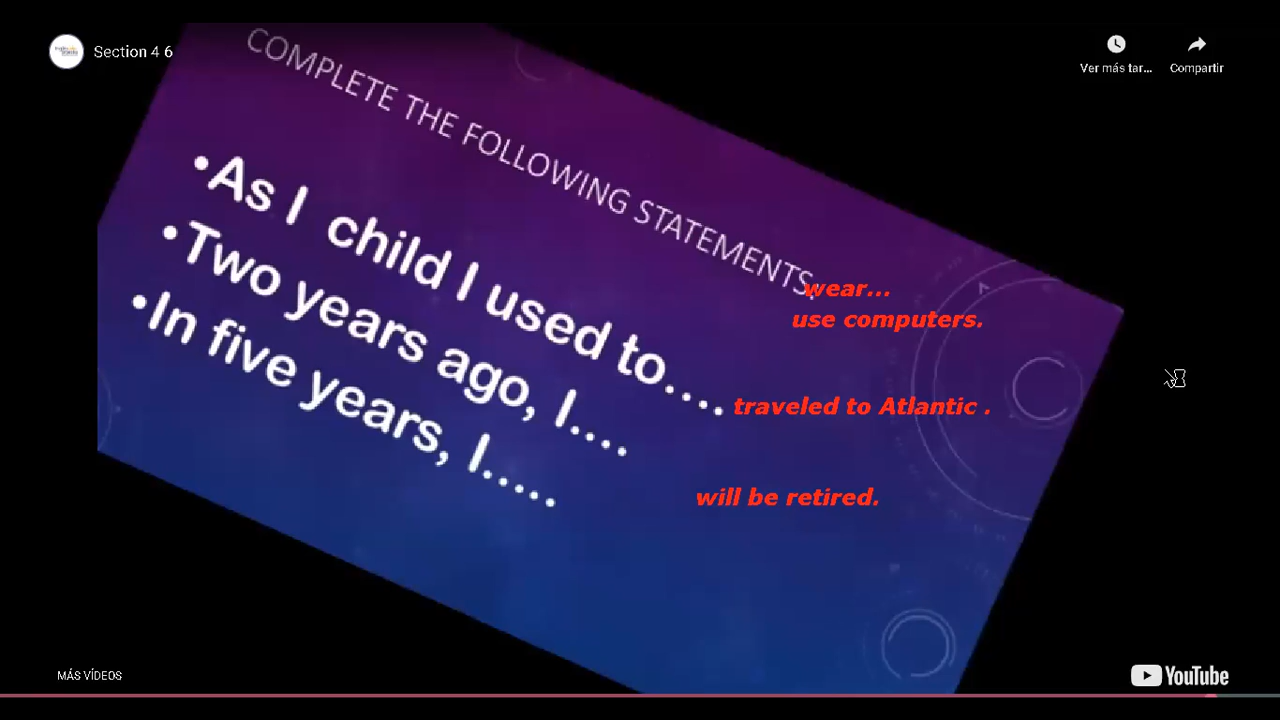 Section 4 6
Ver más tar...
Compartir
COMPLETE THE FOLLOWING STATEMENTS.
•As I child I used to....
wear...
use computers.
•Two years ago, I....
traveled to Atlantic .
•In five years, I.....
will be retired.
MÁS VÍDEOS
YouTube